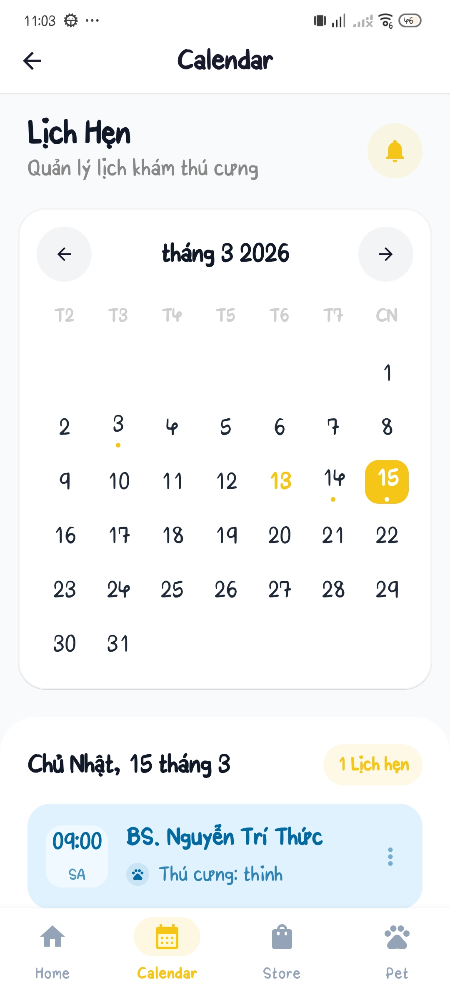 11:03
6
46
Calendar
Lịch Hẹn
Quản lý lịch khám thú cưng
tháng 3 2026
T2 T3 T4 T5 T6 T7 CN
1
2 3 4 5 6 7 8
9 10 11 12 13 14 15
16 17 18 19 20 21 22
23 24 25 26 27 28 29
30 31
Chủ Nhật, 15 tháng 3
1 Lịch hẹn
09:00
SA
BS. Nguyễn Trí Thức
Thú cưng: thinh
Home
Calendar
Store
Pet